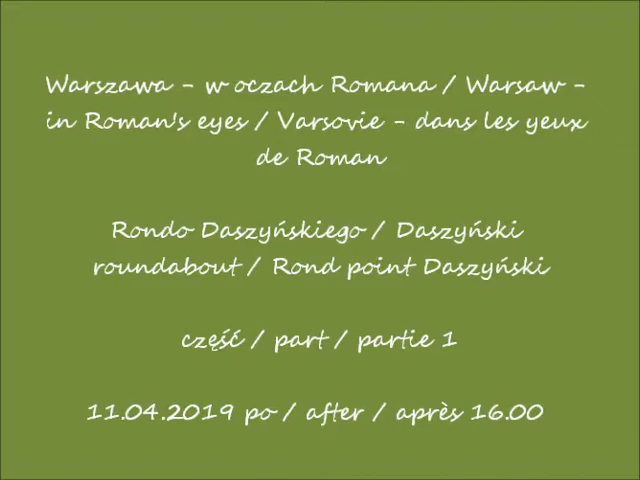 Warszawa - w oczach Romana / Warsaw -
in Roman's eyes / Varsovie - dans les yeux
de Roman
Rondo Daszyńskiego / Daszyński
roundabout / Rond point Daszyński
część / part / partie 1
11.04.2019 po / after / après 16.00